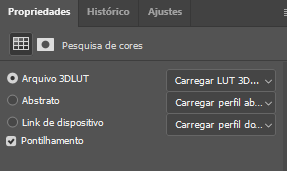 Propriedades Histórico Ajustes
Pesquisa de cores
Arquivo 3DLUT Carregar LUT 3D...
Abstrato Carregar perfil ab...
Link de dispositivo Carregar perfil do...
Pontilhamento